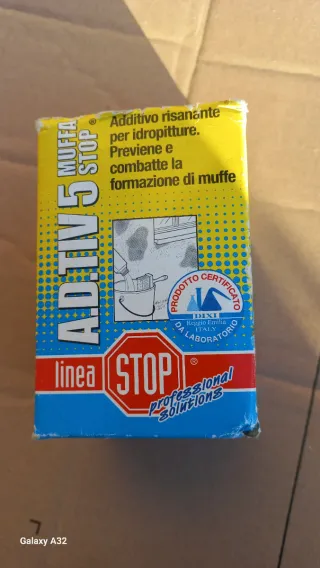 Additivo risanante
per idropitture.
Previene e
combatte la
formazione di muffe
A.D.TIV 5
MUFFA
STOP®
PRODOTTO CERTIFICATO
DIXI
Reggio Emilia
ITALY
DA LABORATORIO
linea
STOP
®
professional
solutions
Galaxy A32